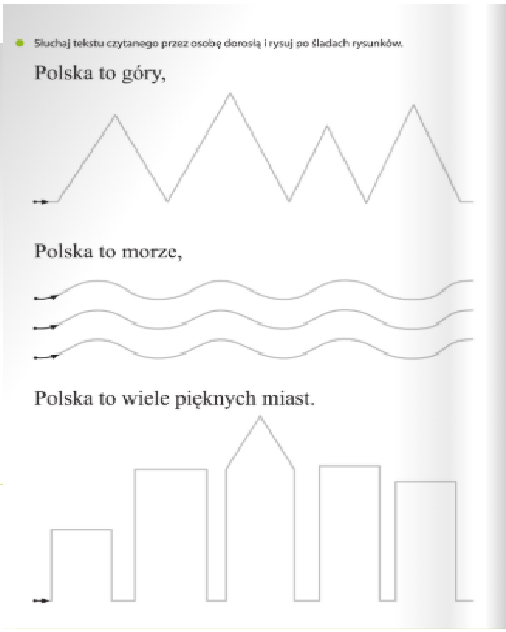 Słuchaj tekstu czytanego przez osobę dorosłą i rysuj po śladach rysunków.
Polska to góry,
Polska to morze,
Polska to wiele pięknych miast.